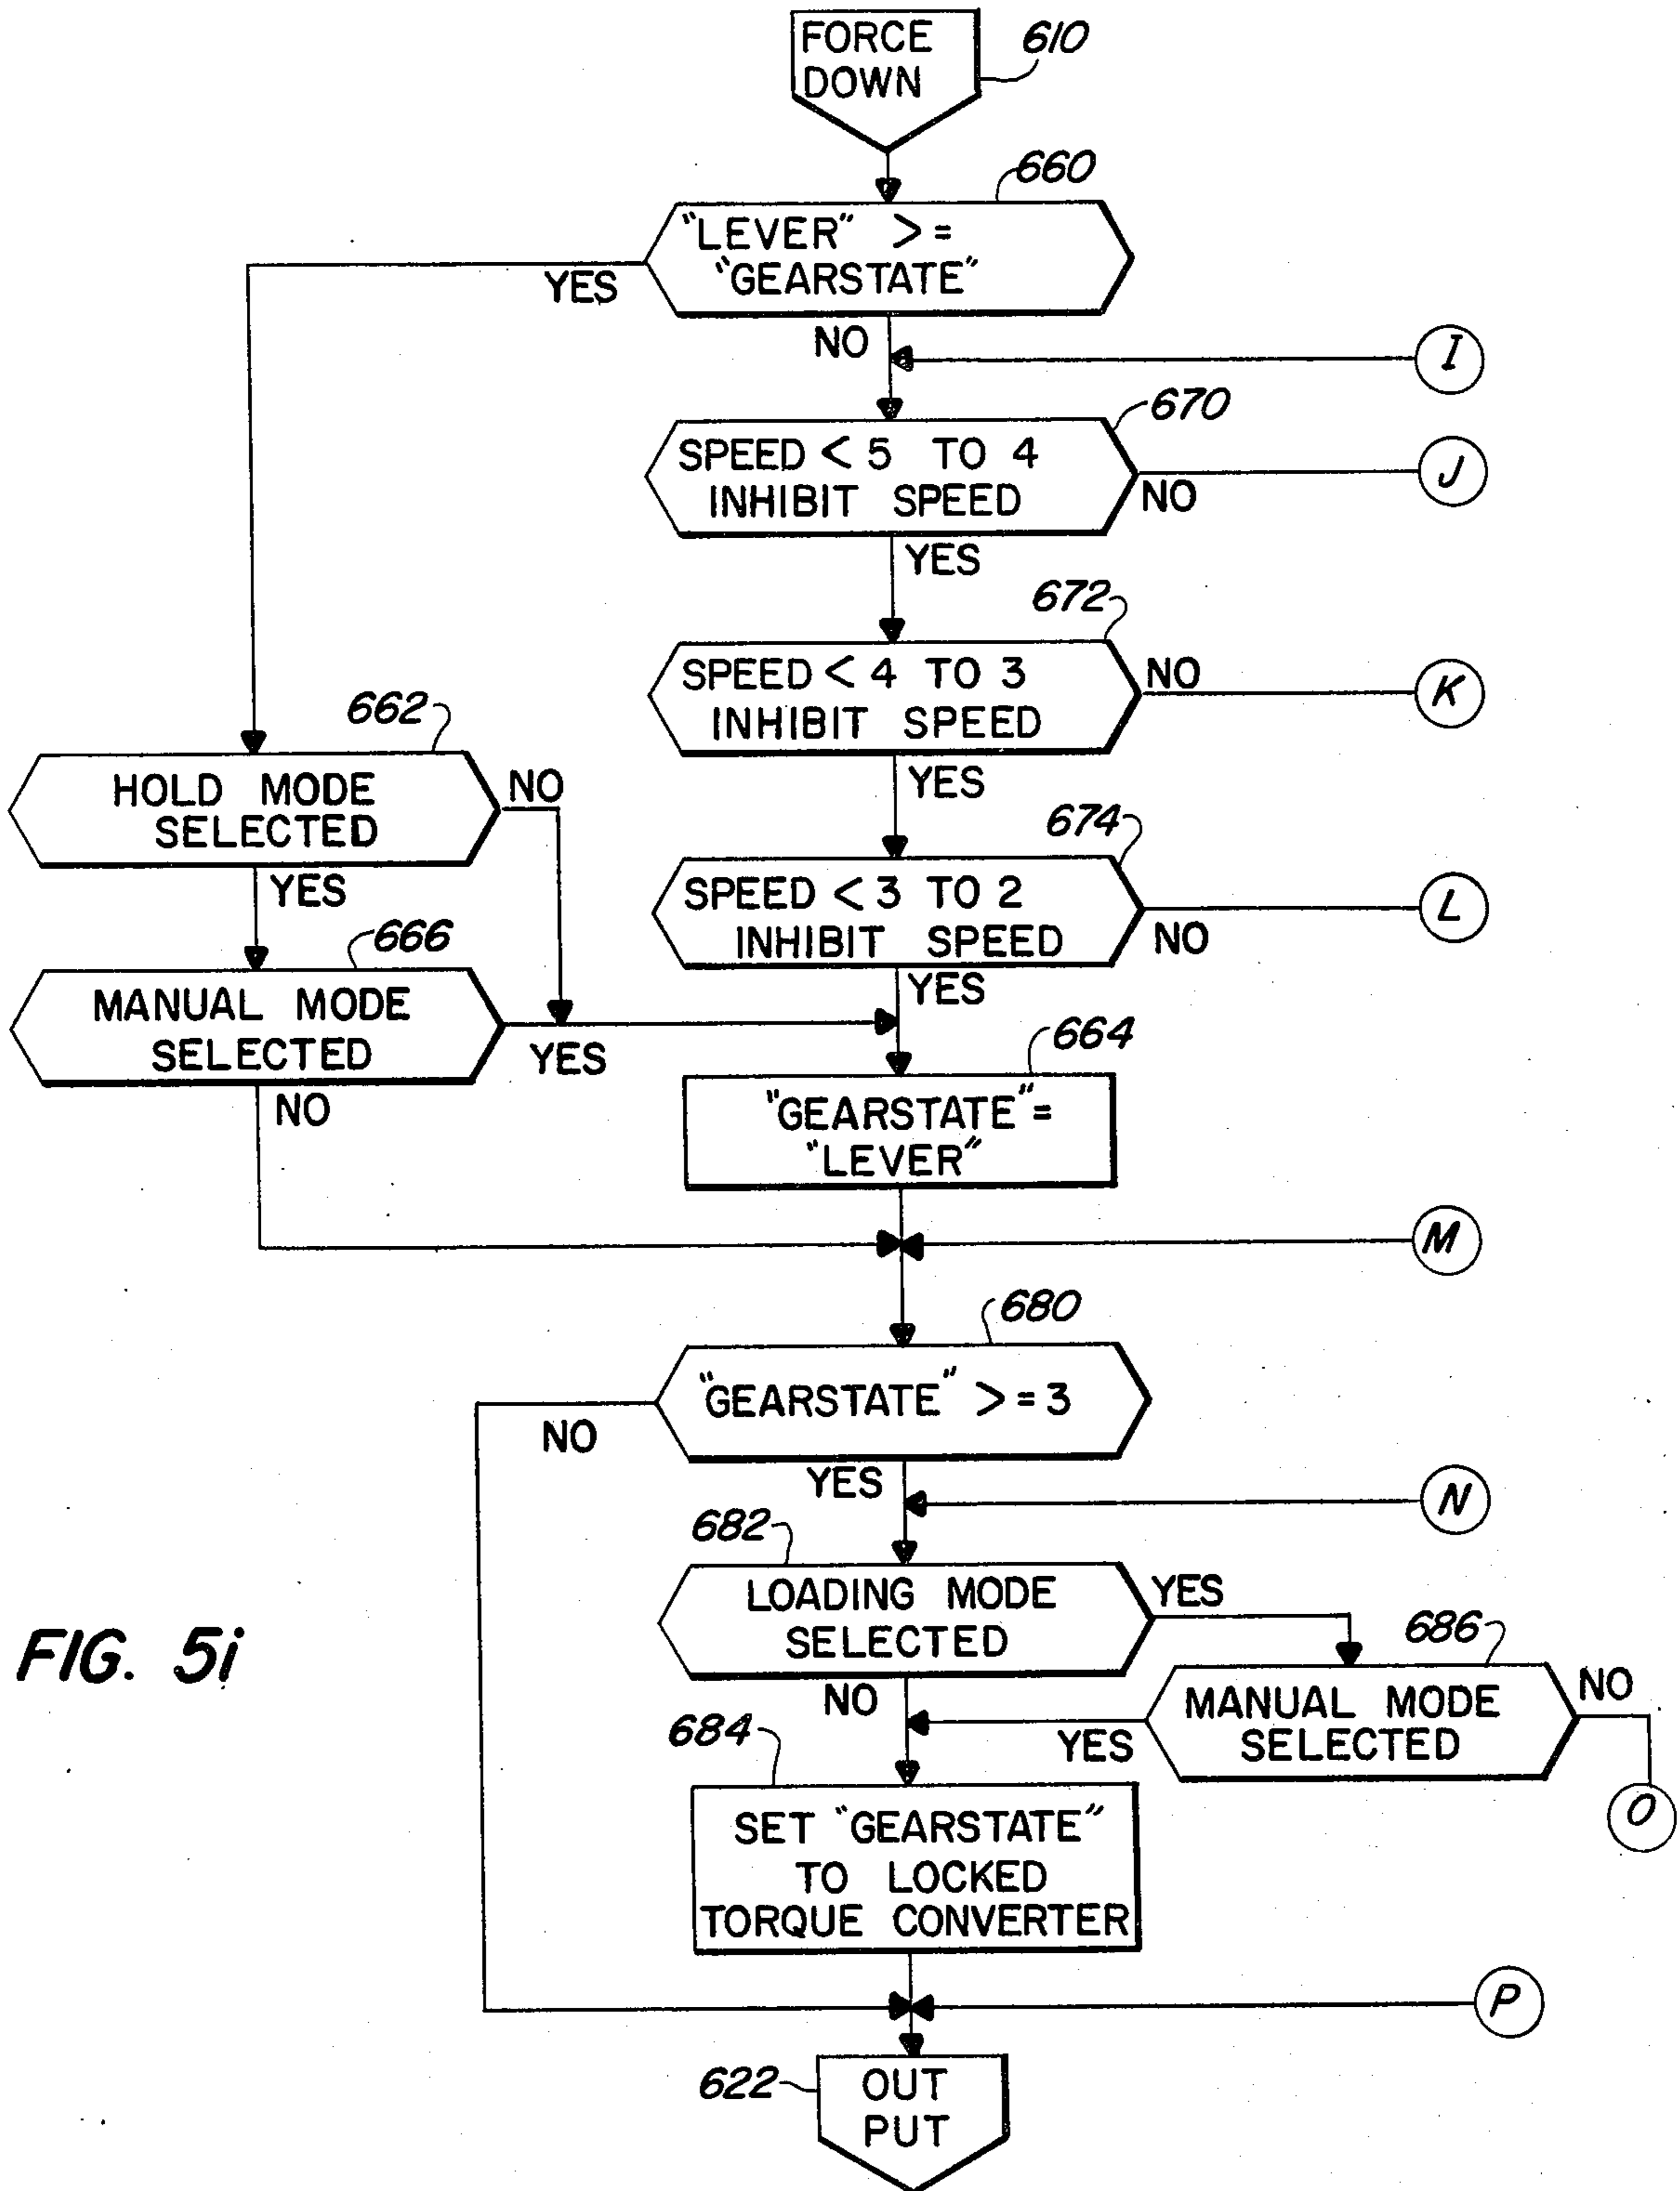 FORCE
DOWN
610
660
"LEVER" >=
"GEARSTATE"
YES
NO
I
670
SPEED < 5 TO 4
INHIBIT SPEED
NO
J
YES
672
SPEED < 4 TO 3
INHIBIT SPEED
NO
K
YES
662
HOLD MODE
SELECTED
NO
YES
674
SPEED < 3 TO 2
INHIBIT SPEED
NO
L
YES
666
MANUAL MODE
SELECTED
YES
NO
664
"GEARSTATE" =
"LEVER"
M
680
"GEARSTATE" >= 3
NO
YES
N
682
LOADING MODE
SELECTED
YES
NO
686
MANUAL MODE
SELECTED
NO
YES
O
684
SET "GEARSTATE"
TO LOCKED
TORQUE CONVERTER
P
622
OUT
PUT
FIG. 5i